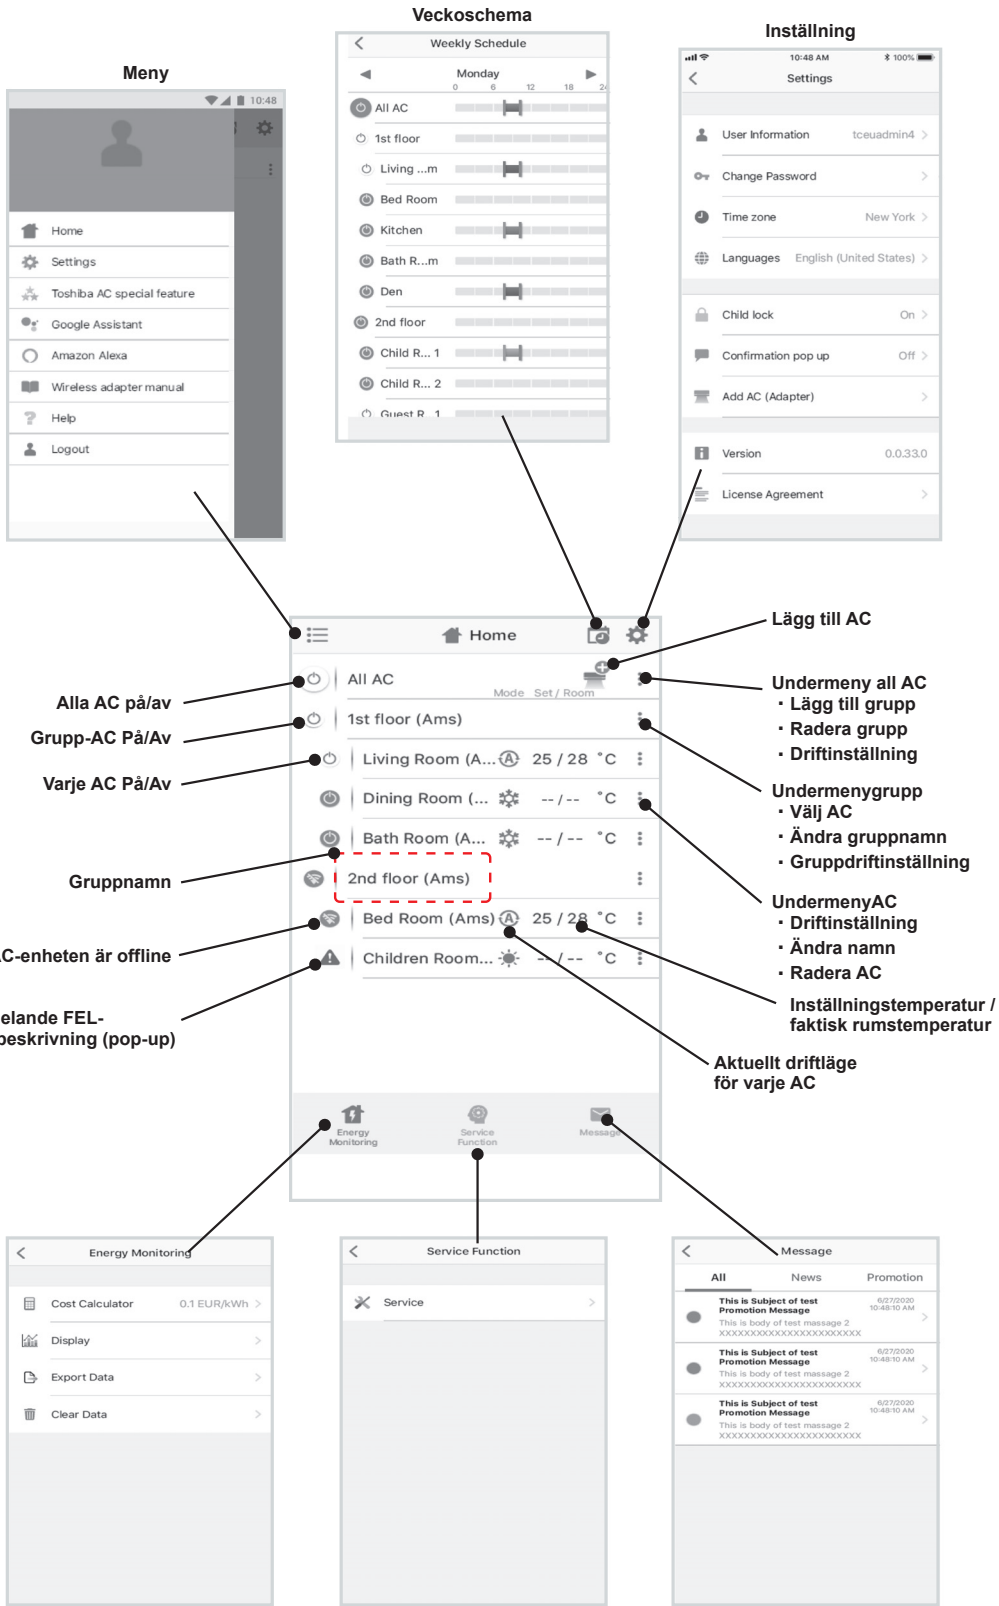 Veckoschema
Weekly Schedule
Monday
0 6 12 18 24
All AC
1st floor
Living ...m
Bed Room
Kitchen
Bath R...m
Den
2nd floor
Child R... 1
Child R... 2
Guest R 1
Inställning
10:48 AM 100%
Settings
User Information tceuadmin4
Change Password
Time zone New York
Languages English (United States)
Child lock On
Confirmation pop up Off
Add AC (Adapter)
Version 0.0.33.0
License Agreement
Meny
10:48
Home
Settings
Toshiba AC special feature
Google Assistant
Amazon Alexa
Wireless adapter manual
Help
Logout
Home
All AC
Mode Set / Room
1st floor (Ams)
Living Room (A... 25 / 28 °C
Dining Room (... -- / -- °C
Bath Room (A... -- / -- °C
2nd floor (Ams)
Bed Room (Ams) 25 / 28 °C
Children Room... -- / -- °C
Energy
Monitoring
Service
Function
Message
Alla AC på/av
Grupp-AC På/Av
Varje AC På/Av
Gruppnamn
C-enheten är offline
elande FEL-
beskrivning (pop-up)
Lägg till AC
Undermeny all AC
· Lägg till grupp
· Radera grupp
· Driftinställning
Undermenygrupp
· Välj AC
· Ändra gruppnamn
· Gruppdriftinställning
UndermenyAC
· Driftinställning
· Ändra namn
· Radera AC
Inställningstemperatur /
faktisk rumstemperatur
Aktuellt driftläge
för varje AC
Energy Monitoring
Cost Calculator 0.1 EUR/kWh
Display
Export Data
Clear Data
Service Function
Service
Message
All News Promotion
This is Subject of test
Promotion Message
6/27/2020
10:48:10 AM
This is body of test massage 2
XXXXXXXXXXXXXXXXXXXXXXX
This is Subject of test
Promotion Message
6/27/2020
10:48:10 AM
This is body of test massage 2
XXXXXXXXXXXXXXXXXXXXXXX
This is Subject of test
Promotion Message
6/27/2020
10:48:10 AM
This is body of test massage 2
XXXXXXXXXXXXXXXXXXXXXXX